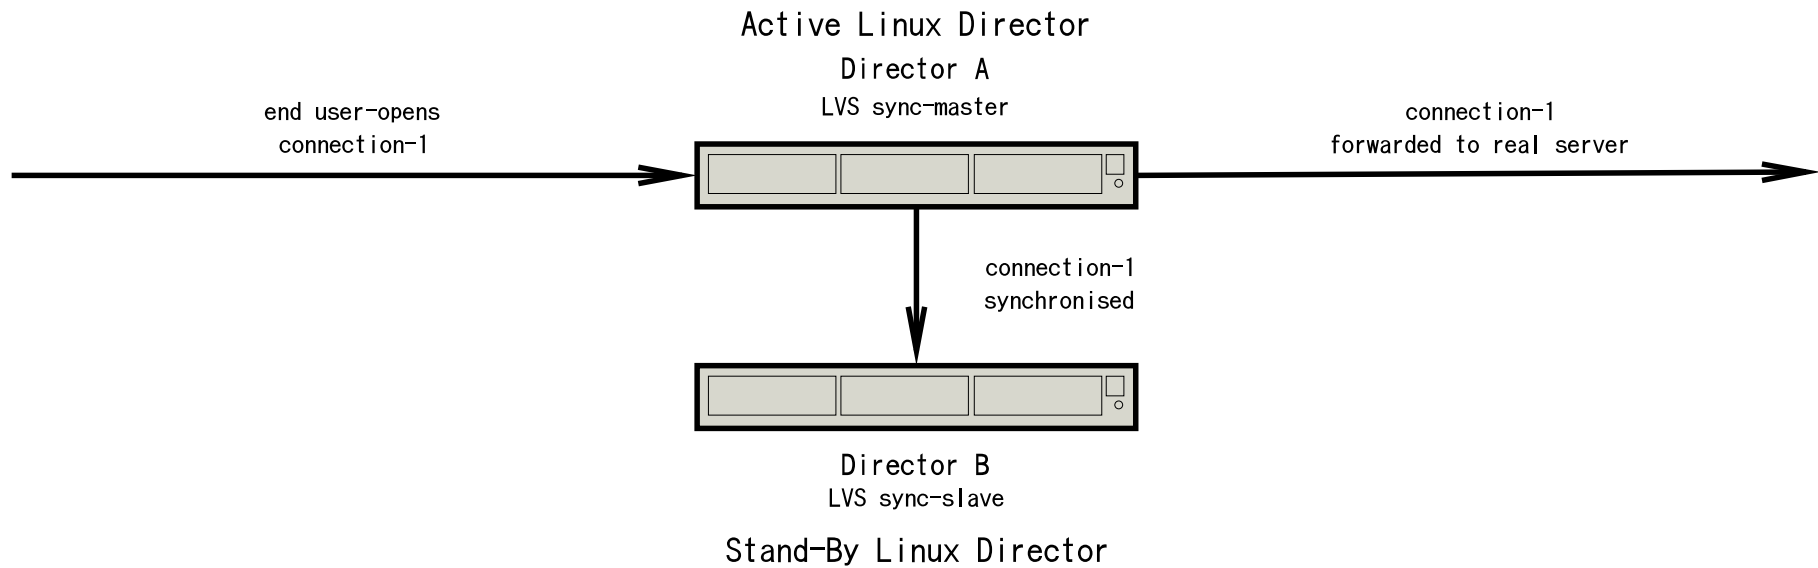 Active Linux Director
Director A
LVS sync-master
end user-opens
connection-1
connection-1
forwarded to real server
connection-1
synchronised
Director B
LVS sync-slave
Stand-By Linux Director